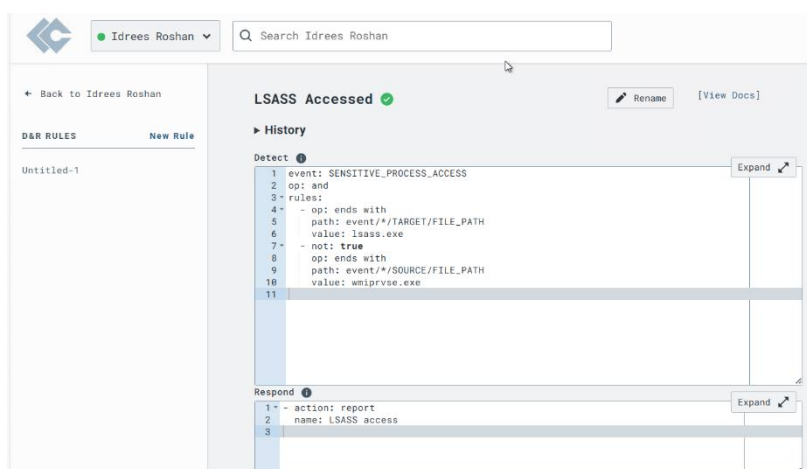 Idrees Roshan
Search Idrees Roshan
Back to Idrees Roshan
D&R RULES New Rule
Untitled-1
LSASS Accessed
Rename
[View Docs]
History
Detect
Expand
1 event: SENSITIVE_PROCESS_ACCESS
2 op: and
3 rules:
4 - op: ends with
5 path: event/*/TARGET/FILE_PATH
6 value: lsass.exe
7 - not: true
8 op: ends with
9 path: event/*/SOURCE/FILE_PATH
10 value: wmiprvse.exe
11
Respond
Expand
1 - action: report
2 name: LSASS access
3